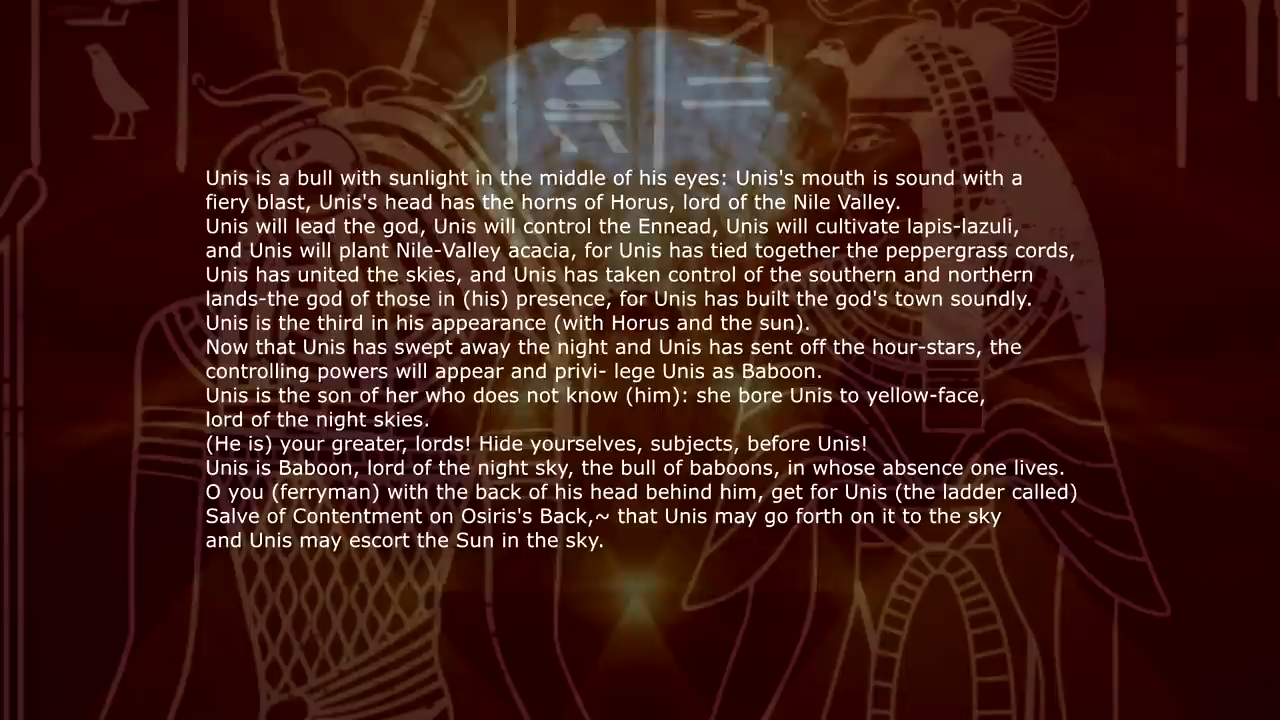 Unis is a bull with sunlight in the middle of his eyes: Unis's mouth is sound with a
fiery blast, Unis's head has the horns of Horus, lord of the Nile Valley.
Unis will lead the god, Unis will control the Ennead, Unis will cultivate lapis-lazuli,
and Unis will plant Nile-Valley acacia, for Unis has tied together the peppergrass cords,
Unis has united the skies, and Unis has taken control of the southern and northern
lands-the god of those in (his) presence, for Unis has built the god's town soundly.
Unis is the third in his appearance (with Horus and the sun).
Now that Unis has swept away the night and Unis has sent off the hour-stars, the
controlling powers will appear and privi- lege Unis as Baboon.
Unis is the son of her who does not know (him): she bore Unis to yellow-face,
lord of the night skies.
(He is) your greater, lords! Hide yourselves, subjects, before Unis!
Unis is Baboon, lord of the night sky, the bull of baboons, in whose absence one lives.
O you (ferryman) with the back of his head behind him, get for Unis (the ladder called)
Salve of Contentment on Osiris's Back,~ that Unis may go forth on it to the sky
and Unis may escort the Sun in the sky.